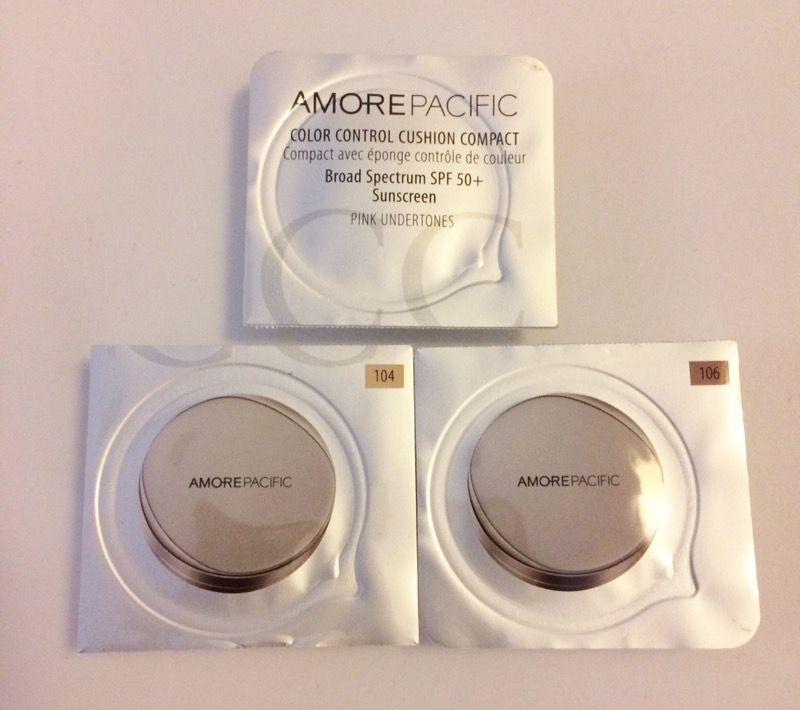 AMOREPACIFIC
COLOR CONTROL CUSHION COMPACT
Compact avec éponge contrôle de couleur
Broad Spectrum SPF 50+
Sunscreen
PINK UNDERTONES
CCC
104
AMOREPACIFIC
106
AMOREPACIFIC